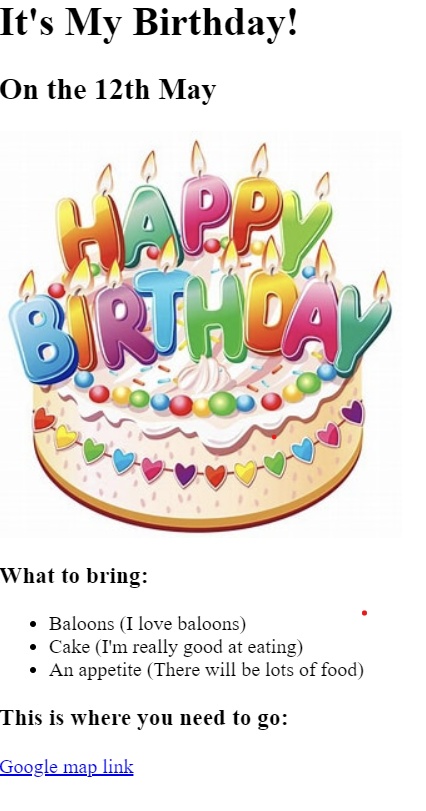 It's My Birthday!
On the 12th May
HAPPY
BIRTHDAY
What to bring:
Baloons (I love baloons)
Cake (I'm really good at eating)
An appetite (There will be lots of food)
This is where you need to go:
Google map link